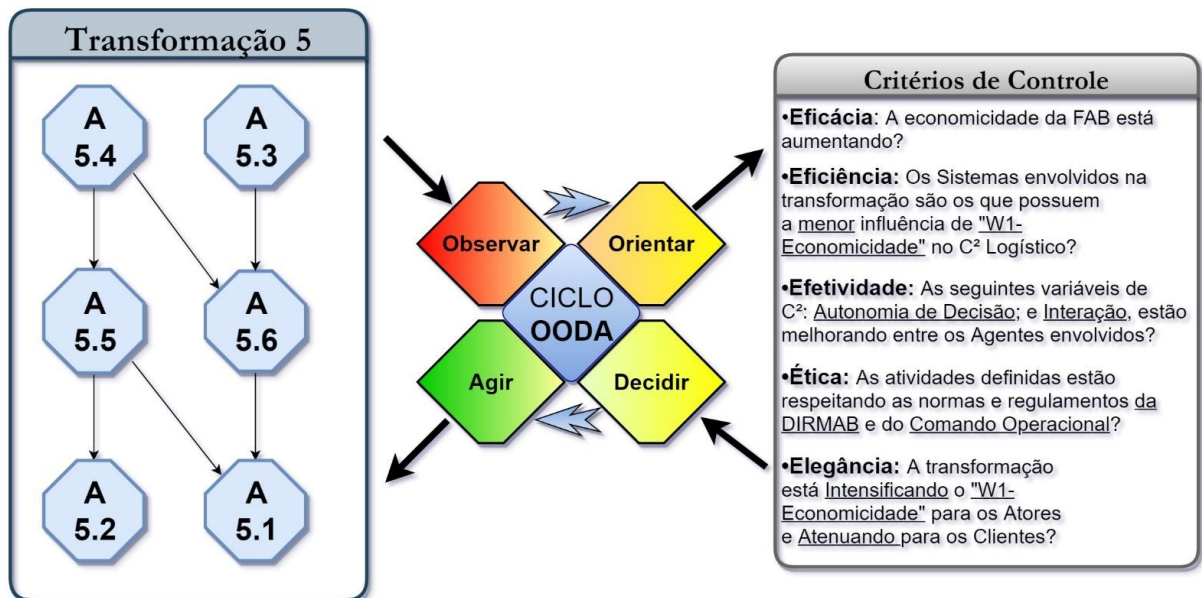 Transformação 5
A
5.4
A
5.3
A
5.5
A
5.6
A
5.2
A
5.1
Observar
Orientar
CICLO
OODA
Agir
Decidir
Critérios de Controle
•Eficácia: A economicidade da FAB está
aumentando?
•Eficiência: Os Sistemas envolvidos na
transformação são os que possuem
a menor influência de "W1-
Economicidade" no C² Logístico?
•Efetividade: As seguintes variáveis de
C²: Autonomia de Decisão; e Interação, estão
melhorando entre os Agentes envolvidos?
•Ética: As atividades definidas estão
respeitando as normas e regulamentos da
DIRMAB e do Comando Operacional?
•Elegância: A transformação
está Intensificando o "W1-
Economicidade" para os Atores
e Atenuando para os Clientes?